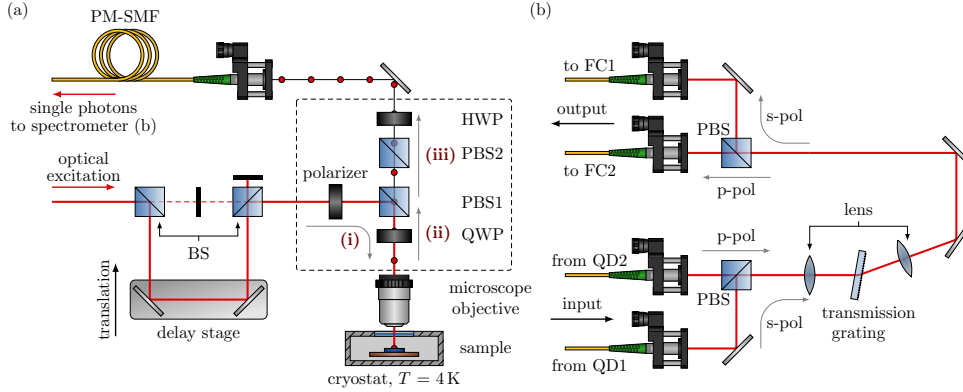 (a)
PM-SMF
single photons
to spectrometer (b)
optical
excitation
BS
translation
delay stage
polarizer
(i)
(ii)
(iii)
HWP
PBS2
PBS1
QWP
microscope
objective
sample
cryostat, T = 4 K
(b)
to FC1
output
to FC2
PBS
s-pol
p-pol
lens
from QD2
input
from QD1
p-pol
PBS
s-pol
transmission
grating